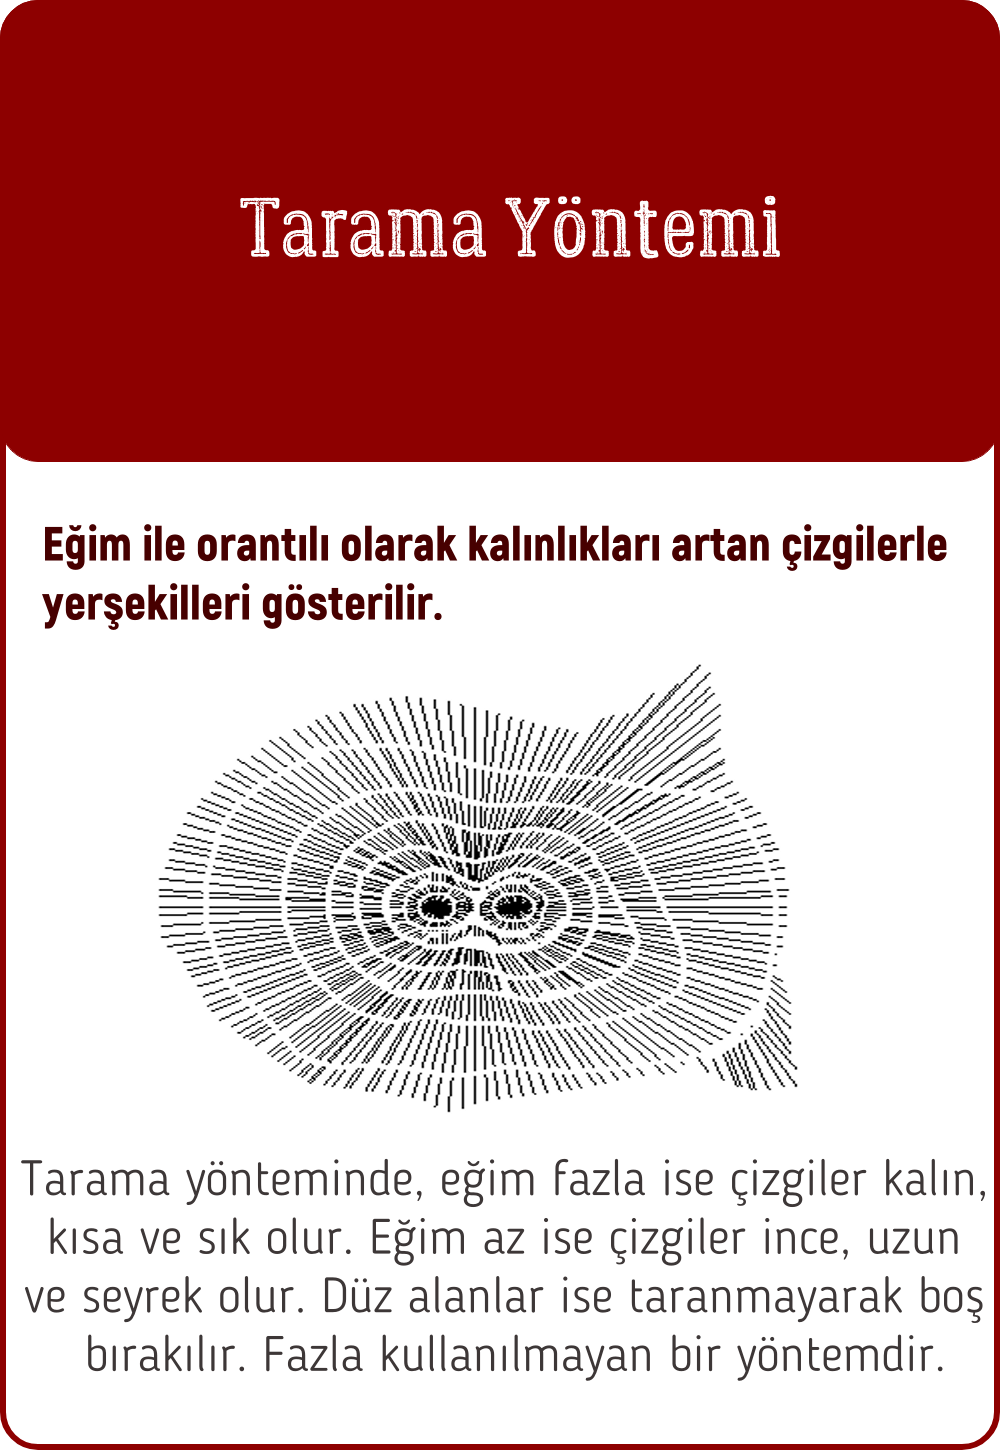 Tarama Yöntemi
Eğim ile orantılı olarak kalınlıkları artan çizgilerle
yerşekilleri gösterilir.
Tarama yönteminde, eğim fazla ise çizgiler kalın,
kısa ve sık olur. Eğim az ise çizgiler ince, uzun
ve seyrek olur. Düz alanlar ise taranmayarak boş
bırakılır. Fazla kullanılmayan bir yöntemdir.